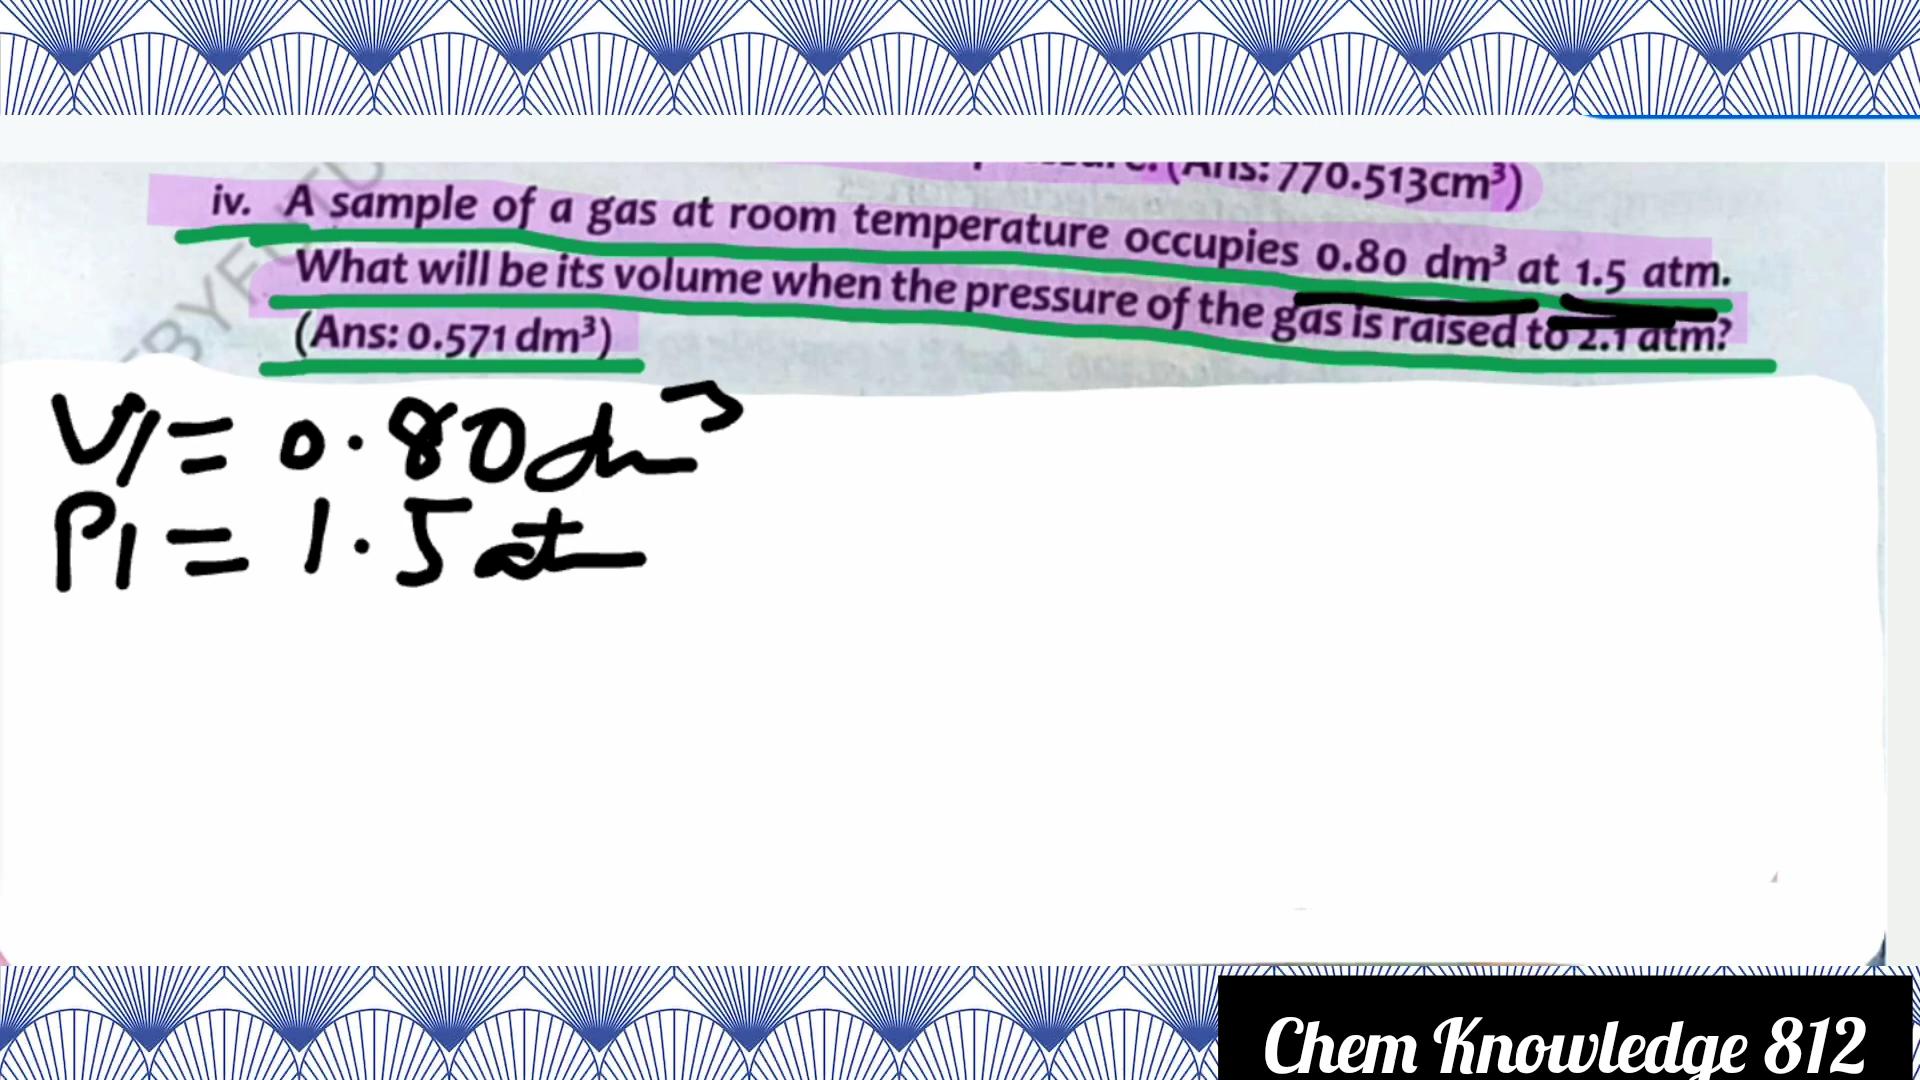 (Ans: 770.513cm³)
iv. A sample of a gas at room temperature occupies 0.80 dm³ at 1.5 atm.
What will be its volume when the pressure of the gas is raised to 2.1 atm?
(Ans: 0.571 dm³)
V1 = 0.80 dm³
P1 = 1.5 atm
Chem Knowledge 812